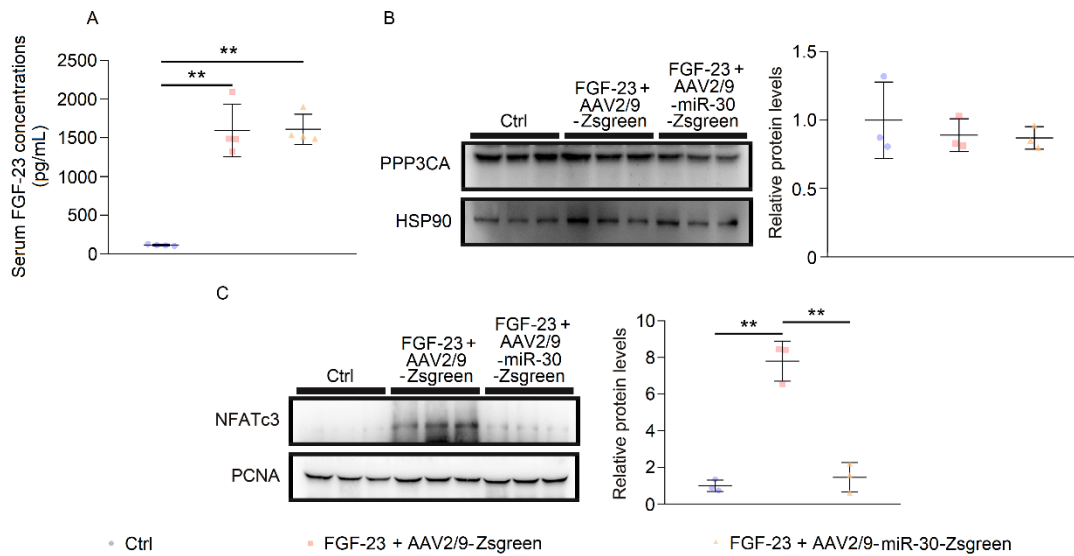 A
Serum FGF-23 concentrations
(pg/mL)
2500
2000
1500
1000
500
0
**
**
B
Ctrl
FGF-23 +
AAV2/9
-Zsgreen
FGF-23 +
AAV2/9
-miR-30
-Zsgreen
PPP3CA
HSP90
Relative protein levels
1.5
1.0
0.5
0.0
C
Ctrl
FGF-23 +
AAV2/9
-Zsgreen
FGF-23 +
AAV2/9
-miR-30
-Zsgreen
NFATc3
PCNA
Relative protein levels
10
8
6
4
2
0
**
**
Ctrl
FGF-23 + AAV2/9-Zsgreen
FGF-23 + AAV2/9-miR-30-Zsgreen